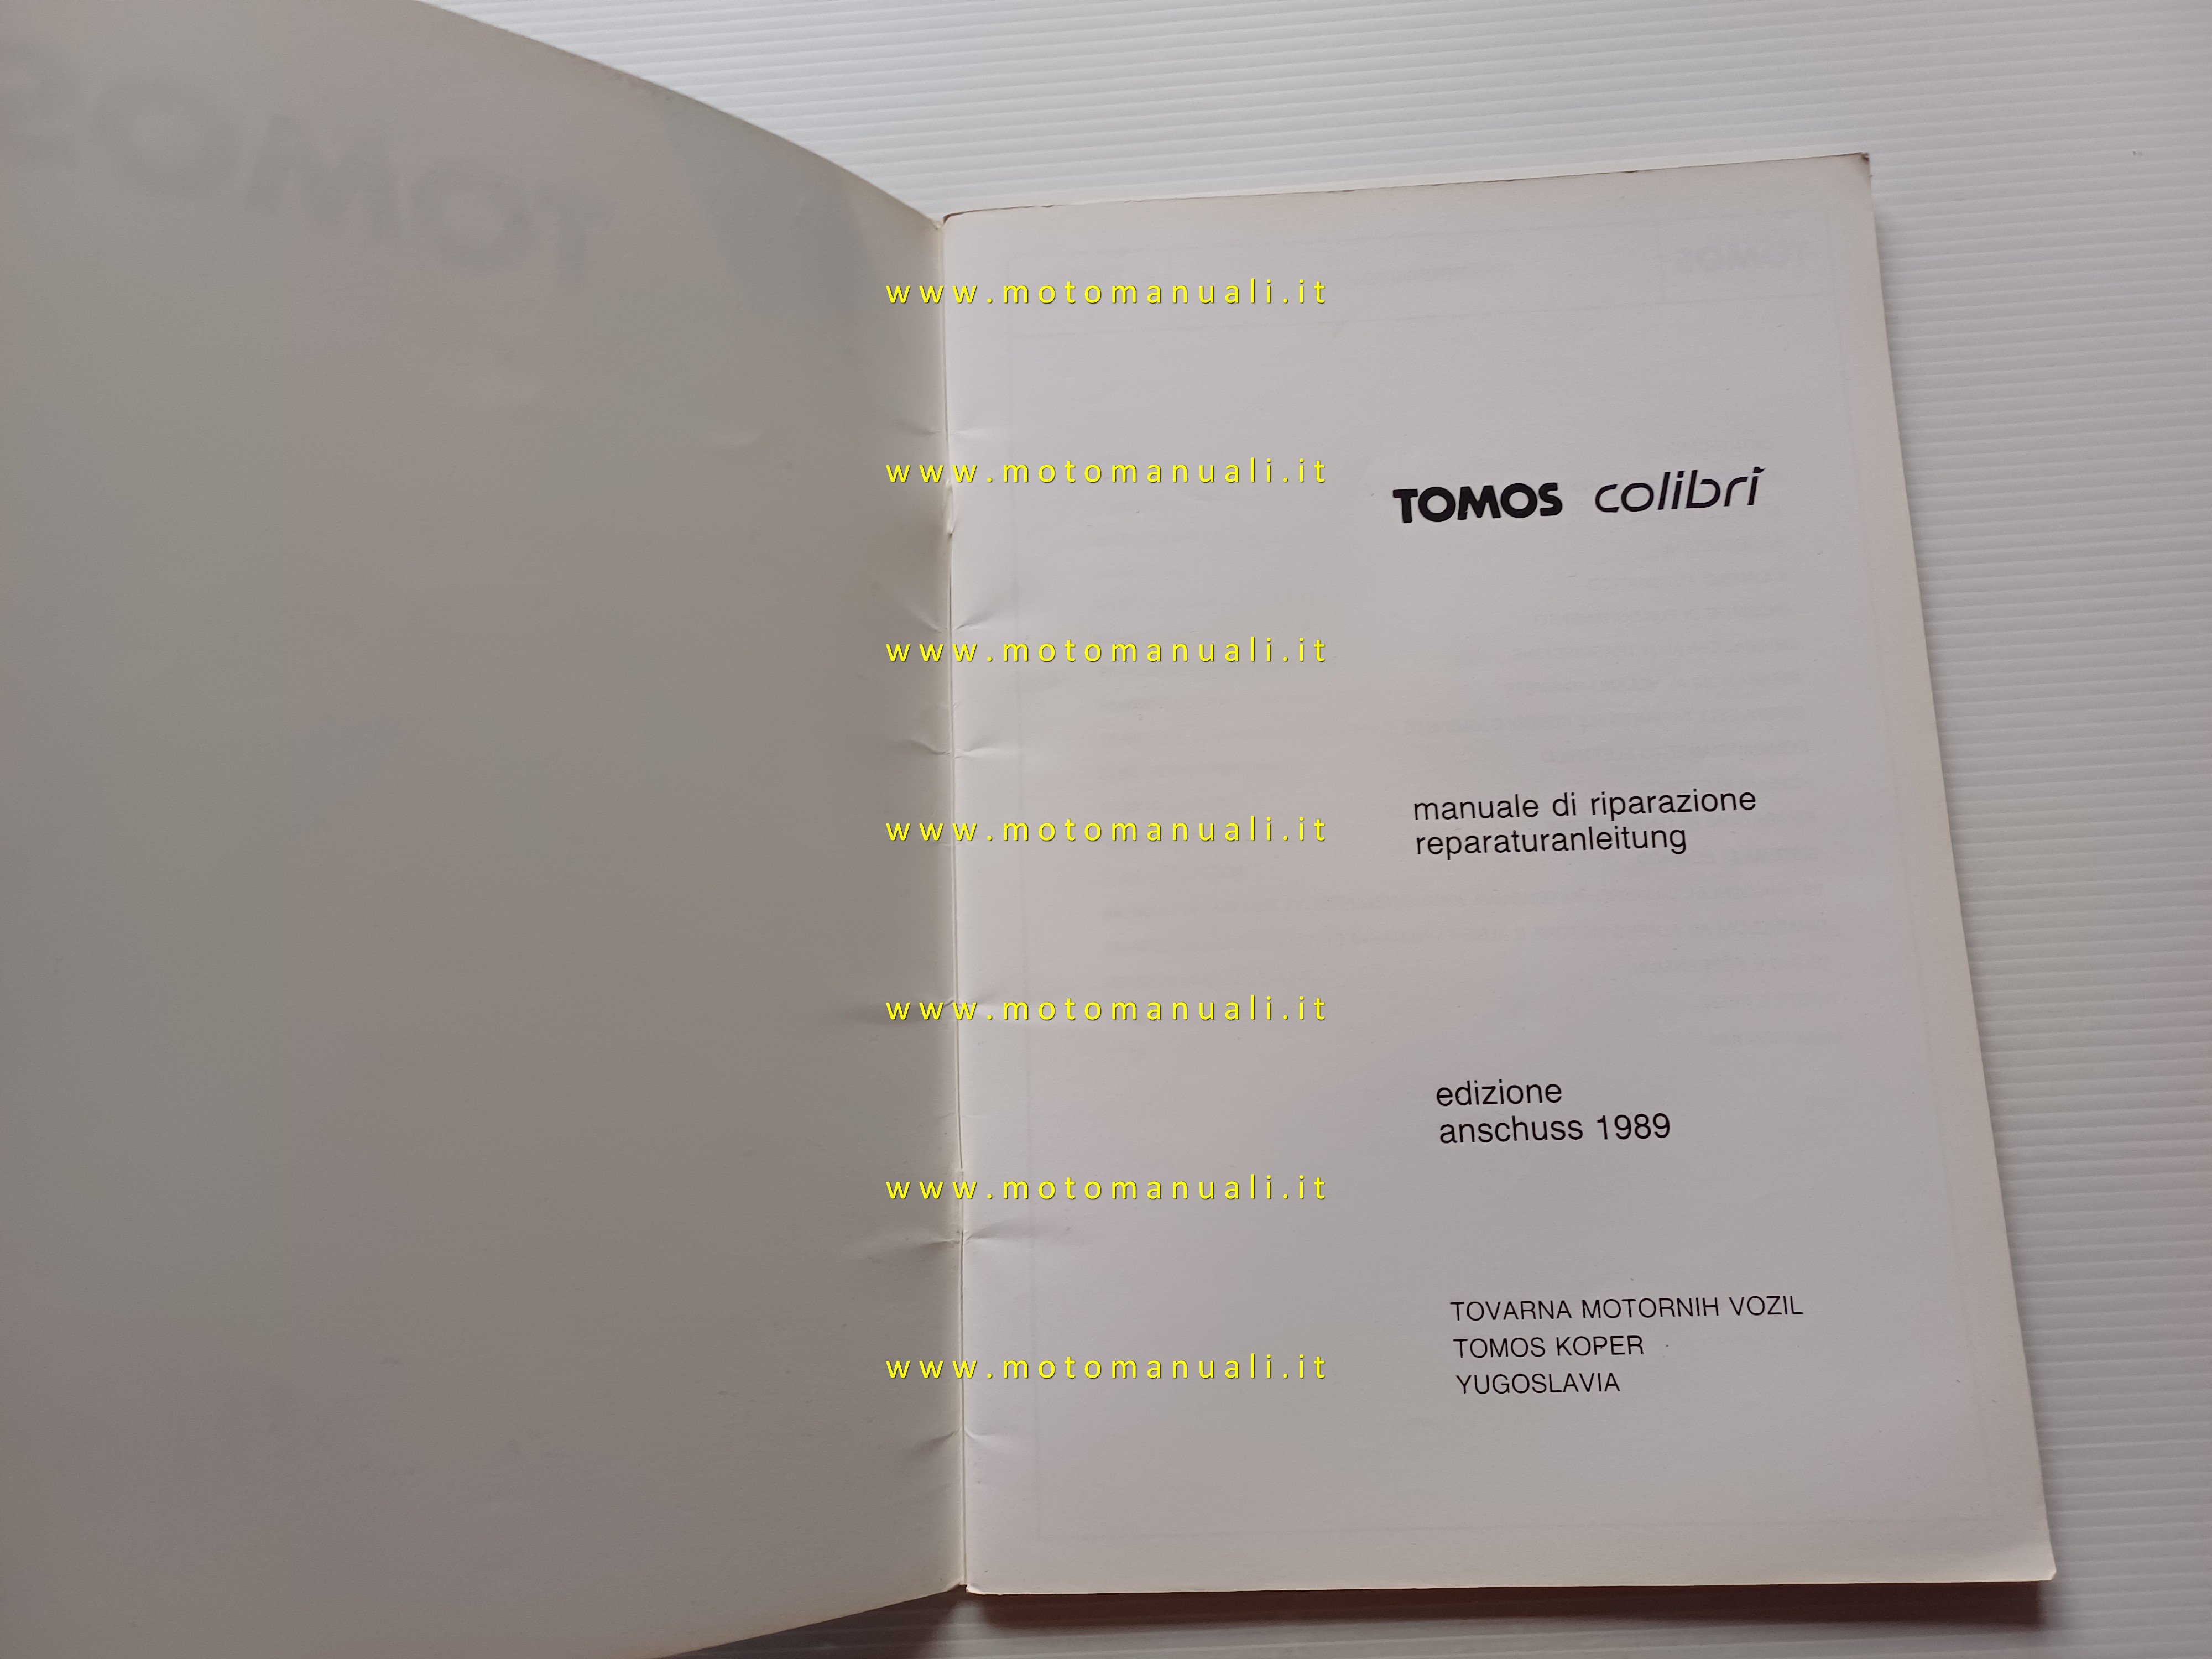 TOMOS
www.motomanuali.it
www.motomanuali.it
www.motomanuali.it
www.motomanuali.it
www.motomanuali.it
www.motomanuali.it
www.motomanuali.it
TOMOS colibri
manuale di riparazione
reparaturanleitung
edizione
anschuss 1989
TOVARNA MOTORNIH VOZIL
TOMOS KOPER
YUGOSLAVIA